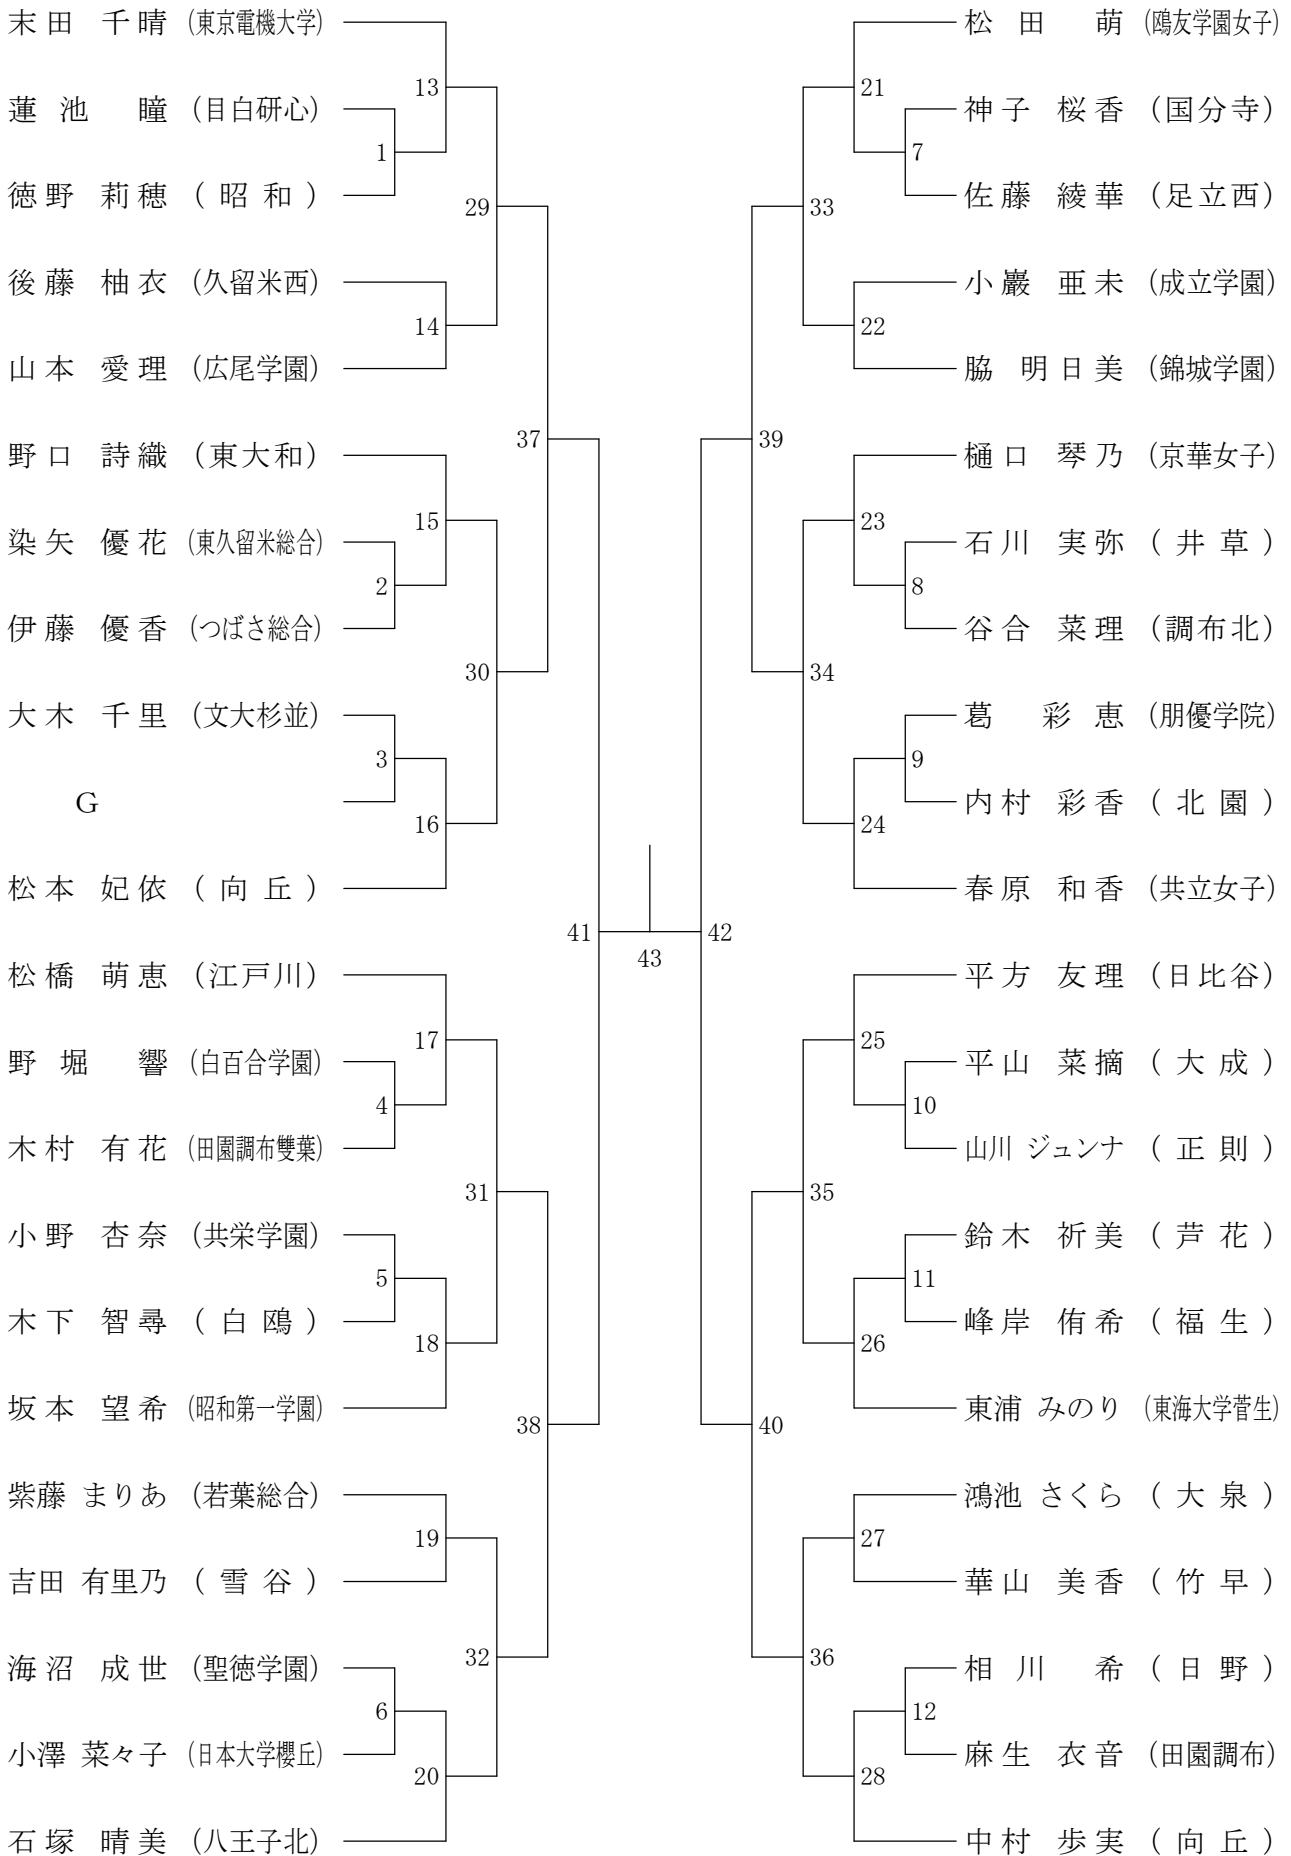 末田 千晴 (東京電機大学)
蓮池 瞳 (目白研心)
徳野 莉穂 (昭和)
後藤 柚衣 (久留米西)
山本 愛理 (広尾学園)
野口 詩織 (東大和)
染矢 優花 (東久留米総合)
伊藤 優香 (つばさ総合)
大木 千里 (文大杉並)
G
松本 妃依 (向丘)
松橋 萌恵 (江戸川)
野堀 響 (白百合学園)
木村 有花 (田園調布雙葉)
小野 杏奈 (共栄学園)
木下 智尋 (白鴎)
坂本 望希 (昭和第一学園)
紫藤 まりあ (若葉総合)
吉田 有里乃 (雪谷)
海沼 成世 (聖徳学園)
小澤 菜々子 (日本大学櫻丘)
石塚 晴美 (八王子北)
1
2
3
4
5
6
13
14
15
16
17
18
19
20
29
30
31
32
37
38
41
43
42
39
40
33
34
35
36
21
22
23
24
25
26
27
28
7
8
9
10
11
12
松田 萌 (鴎友学園女子)
神子 桜香 (国分寺)
佐藤 綾華 (足立西)
小巖 亜未 (成立学園)
脇 明日美 (錦城学園)
樋口 琴乃 (京華女子)
石川 実弥 (井草)
谷合 菜理 (調布北)
葛 彩恵 (朋優学院)
内村 彩香 (北園)
春原 和香 (共立女子)
平方 友理 (日比谷)
平山 菜摘 (大成)
山川 ジュンナ (正則)
鈴木 祈美 (芦花)
峰岸 侑希 (福生)
東浦 みのり (東海大学菅生)
鴻池 さくら (大泉)
華山 美香 (竹早)
相川 希 (日野)
麻生 衣音 (田園調布)
中村 歩実 (向丘)